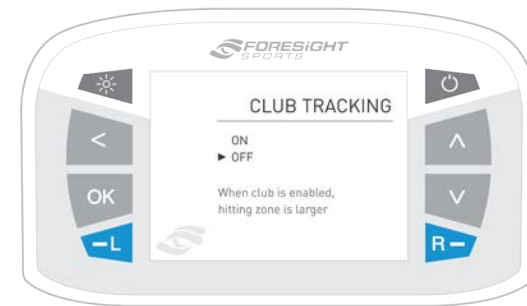 FORESiGHT
SPORTS
CLUB TRACKING
<
ON
► OFF
OK
When club is enabled,
hitting zone is larger
L
R